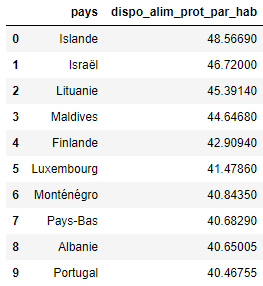 pays dispo_alim_prot_par_hab
0 Islande 48.56690
1 Israël 46.72000
2 Lituanie 45.39140
3 Maldives 44.64680
4 Finlande 42.90940
5 Luxembourg 41.47860
6 Monténégro 40.84350
7 Pays-Bas 40.68290
8 Albanie 40.65005
9 Portugal 40.46755